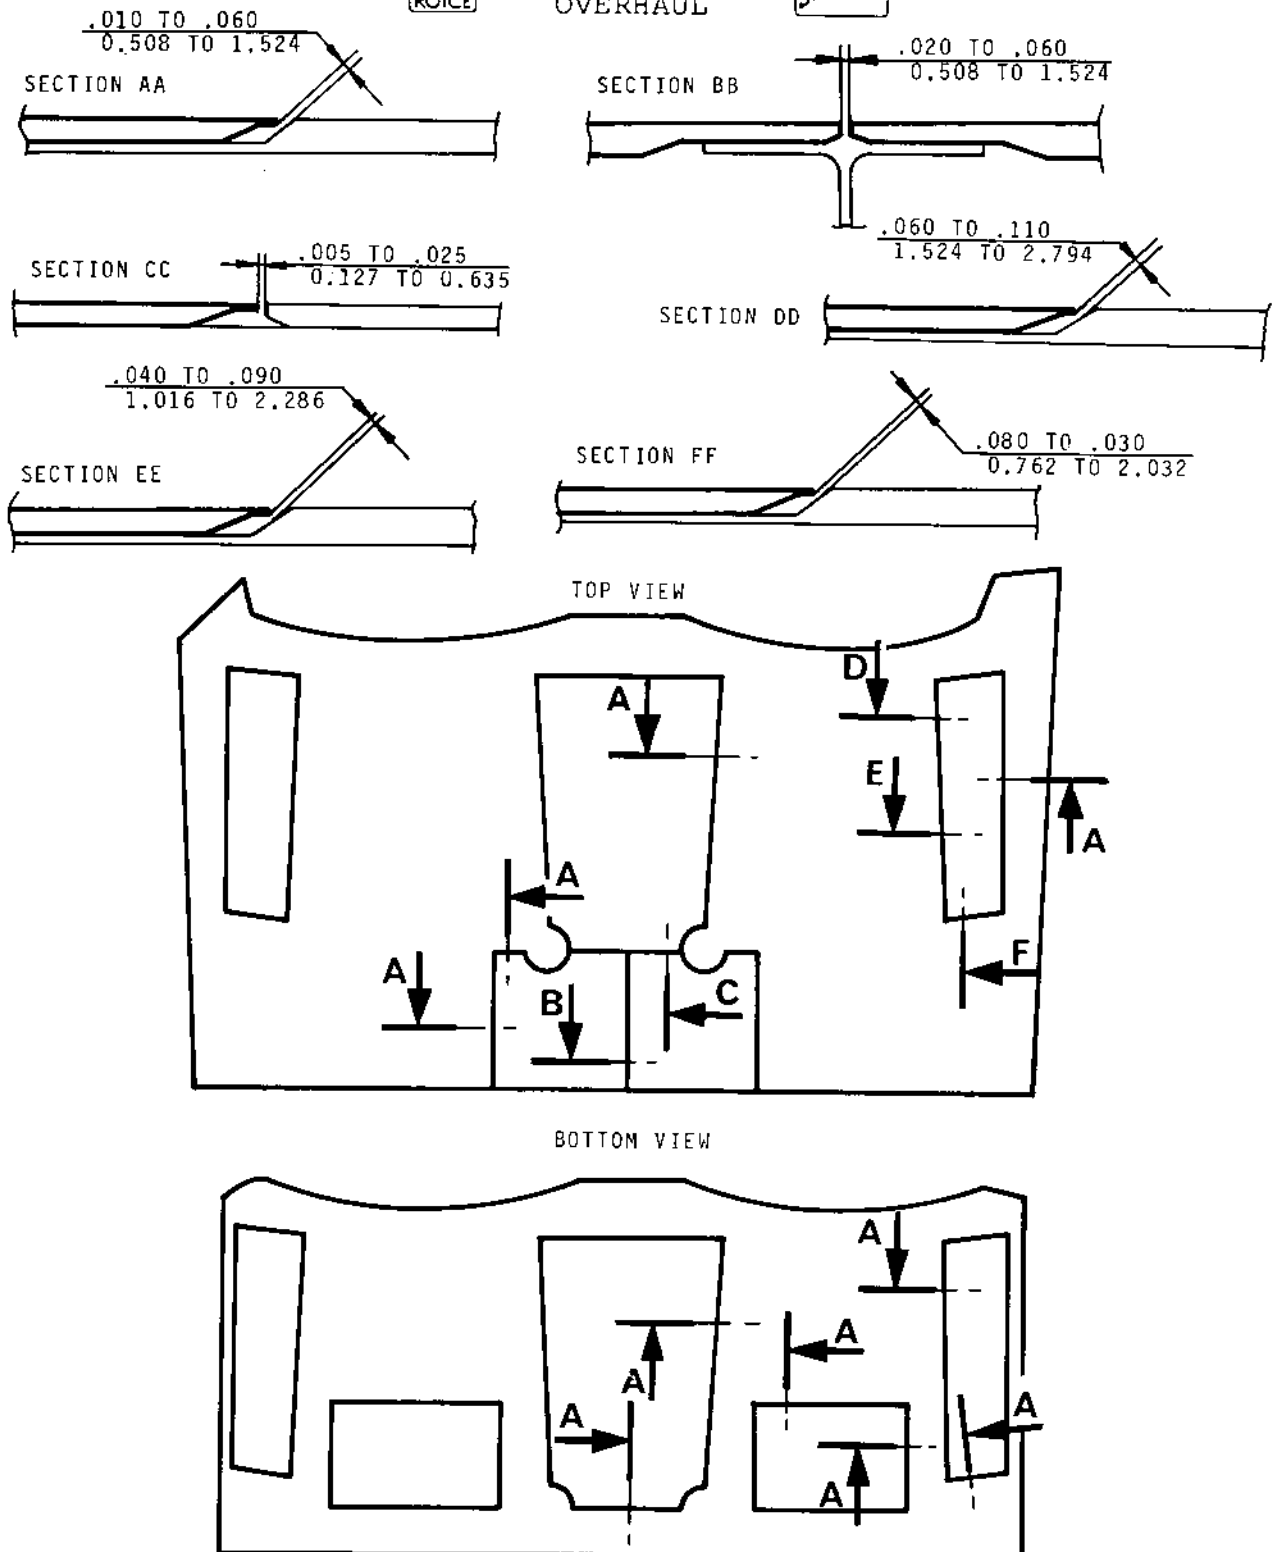 ROICE
OVERHAUL
.010 TO .060
0.508 TO 1.524
SECTION AA
.020 TO .060
0.508 TO 1.524
SECTION BB
.005 TO .025
0.127 TO 0.635
SECTION CC
.060 TO .110
1.524 TO 2.794
SECTION DD
.040 TO .090
1.016 TO 2.286
SECTION EE
.080 TO .030
0.762 TO 2.032
SECTION FF
TOP VIEW
D
A
E
A
A
A
F
B
C
BOTTOM VIEW
A
A
A
A
A
A